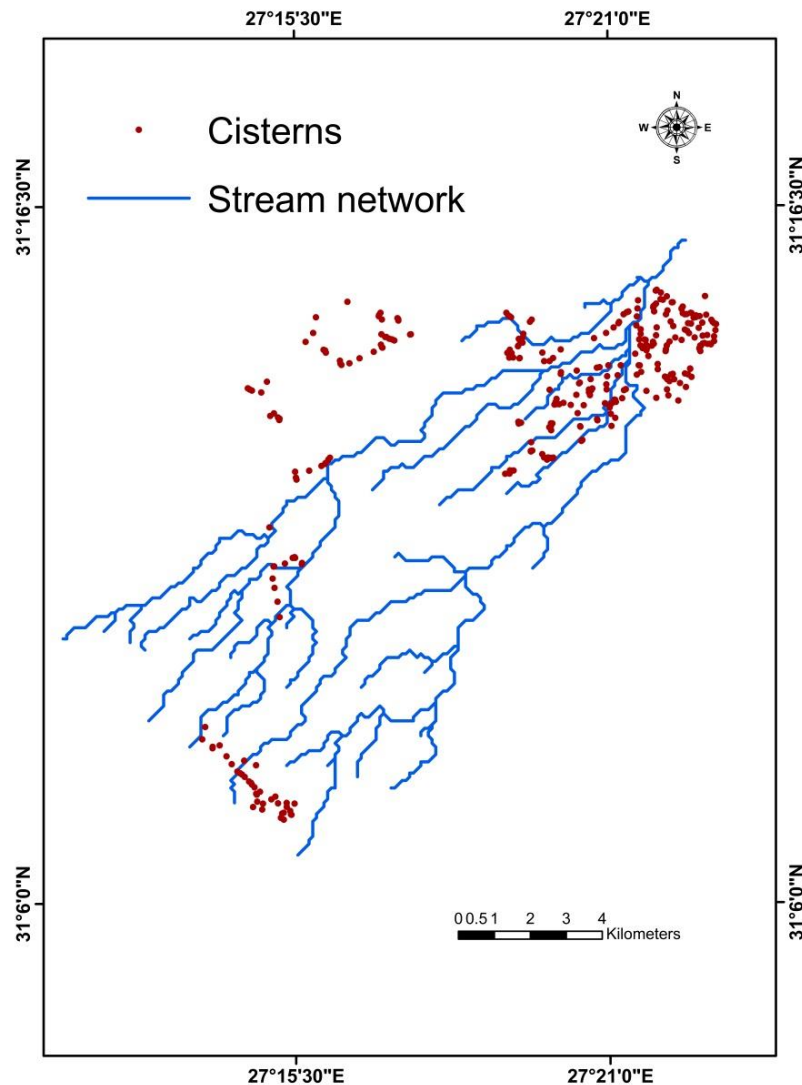 27°15'30"E 27°21'0"E
N
W E
S
Cisterns
Stream network
31°16'30"N 31°16'30"N
31°6'0"N 31°6'0"N
0 0.5 1 2 3 4
Kilometers
27°15'30"E 27°21'0"E